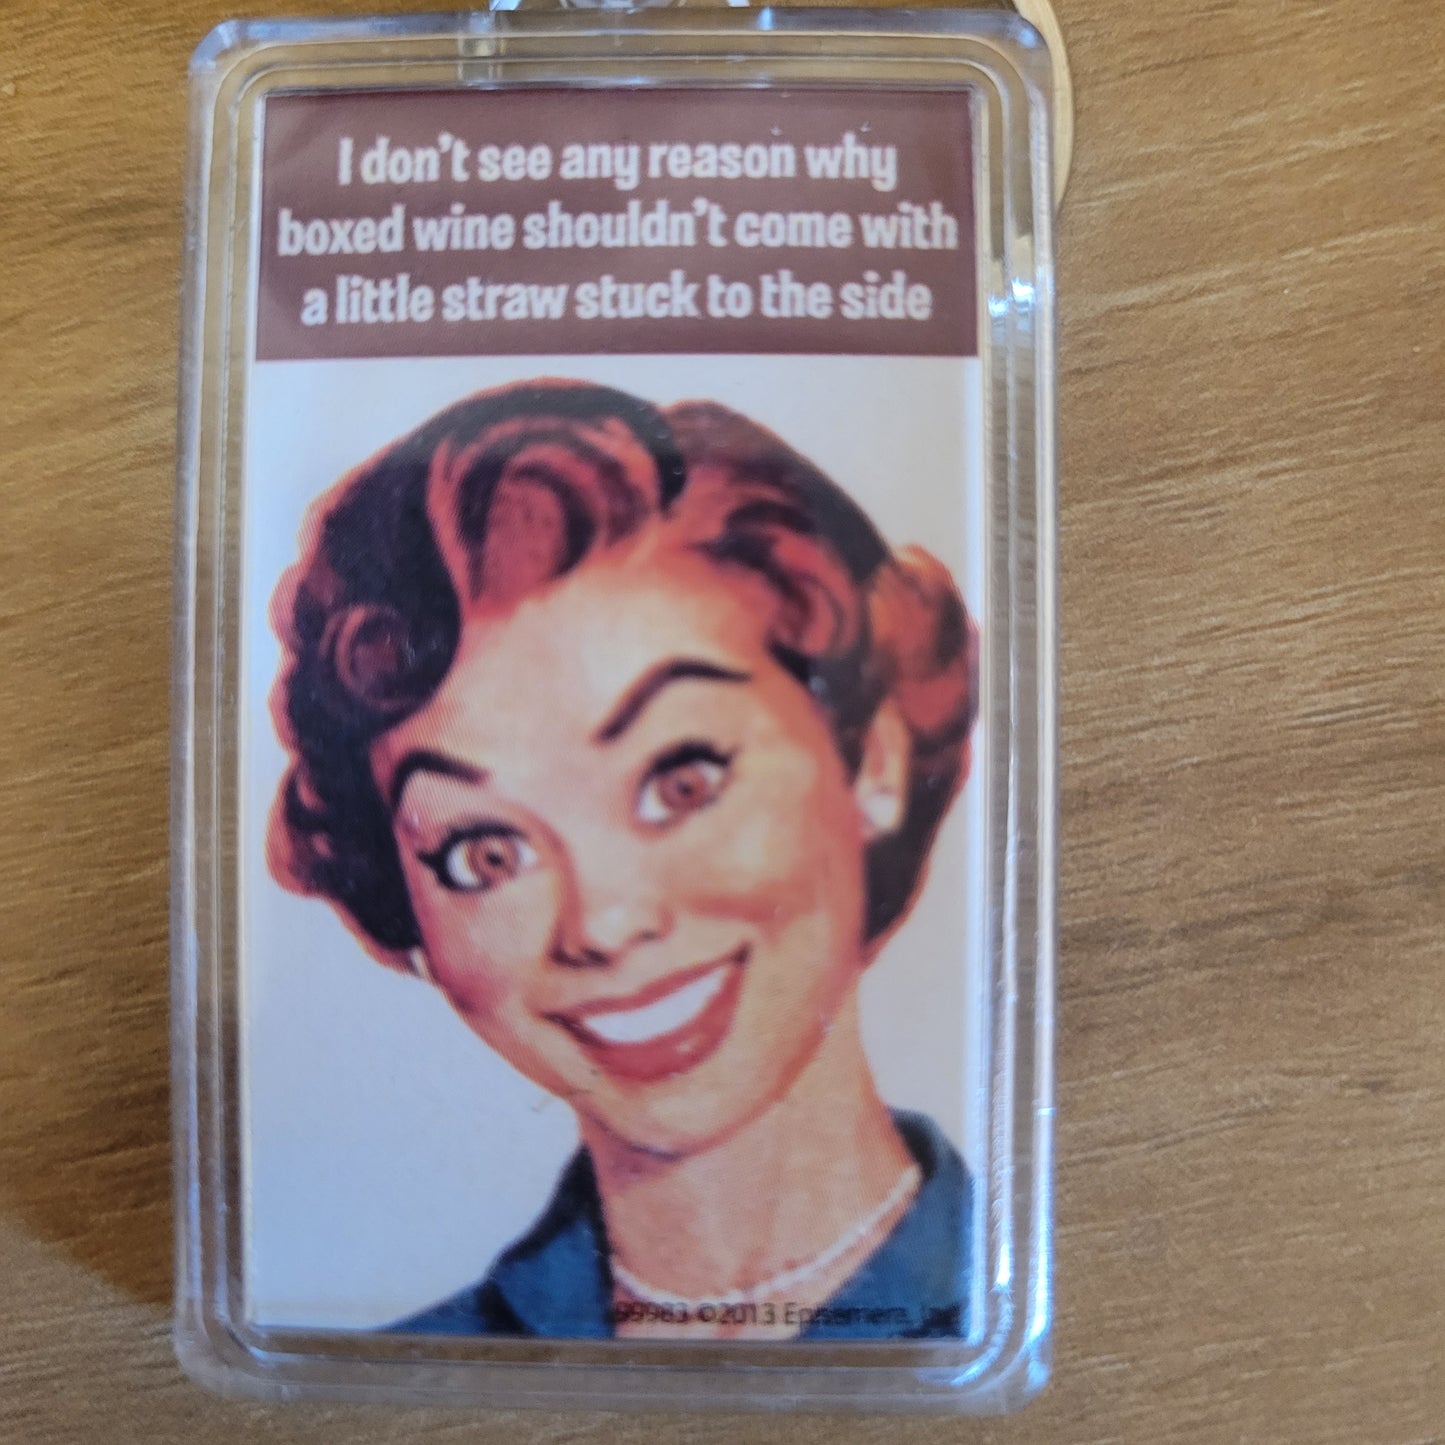 I don't see any reason why
boxed wine shouldn't come with
a little straw stuck to the side
99983 ©2013 Ephemera, Inc